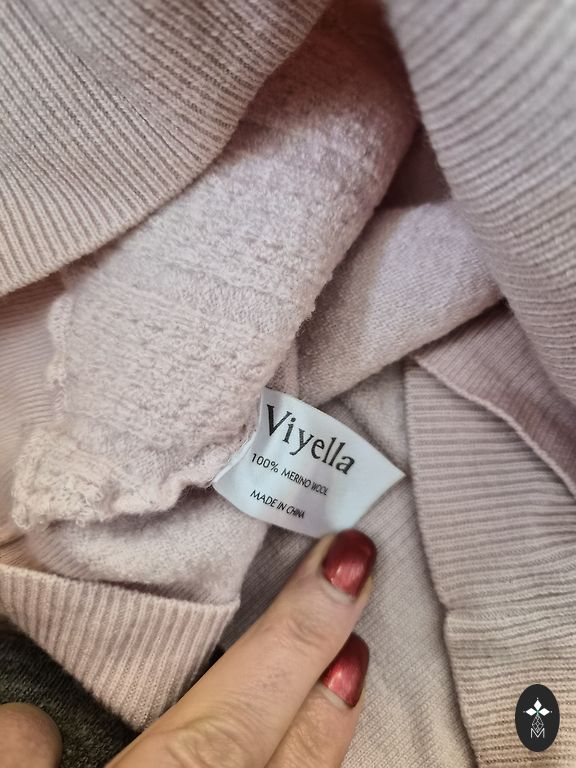 Viyella
100% MERINO WOOL
MADE IN CHINA
M